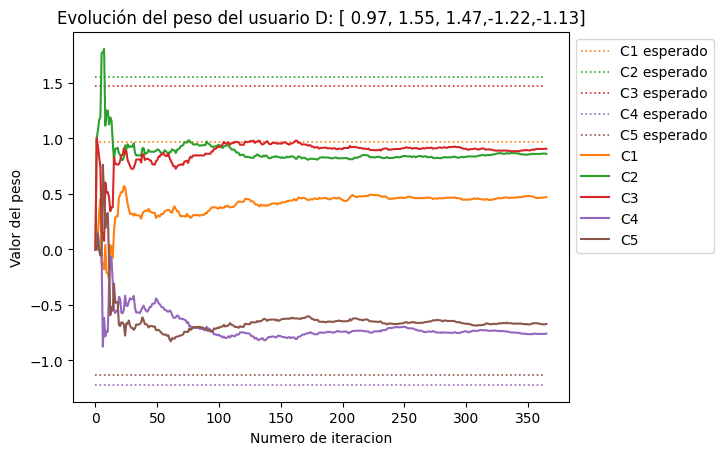 Evolución del peso del usuario D: [ 0.97, 1.55, 1.47,-1.22,-1.13]
Valor del peso
1.5
1.0
0.5
0.0
−0.5
−1.0
0 50 100 150 200 250 300 350
Numero de iteracion
C1 esperado
C2 esperado
C3 esperado
C4 esperado
C5 esperado
C1
C2
C3
C4
C5